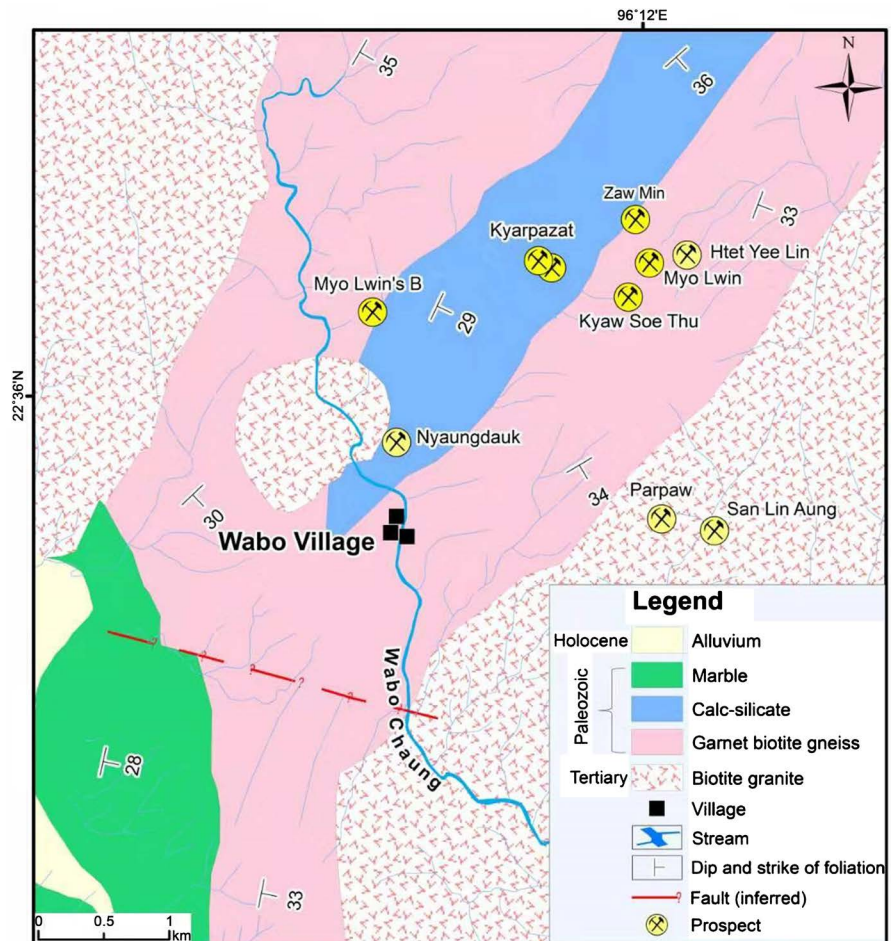 96°12'E
N
35
36
Zaw Min
33
Kyarpazat
Htet Yee Lin
Myo Lwin
Myo Lwin's B
Kyaw Soe Thu
29
22°36'N
Nyaungdauk
34
Parpaw
30
San Lin Aung
Wabo Village
Legend
Holocene
Alluvium
Paleozoic
Marble
Calc-silicate
Garnet biotite gneiss
Tertiary
Biotite granite
Village
Stream
Dip and strike of foliation
?
Fault (inferred)
Prospect
? ? ? ? ? ?
Wabo Chaung
28
33
0 0.5 1
km